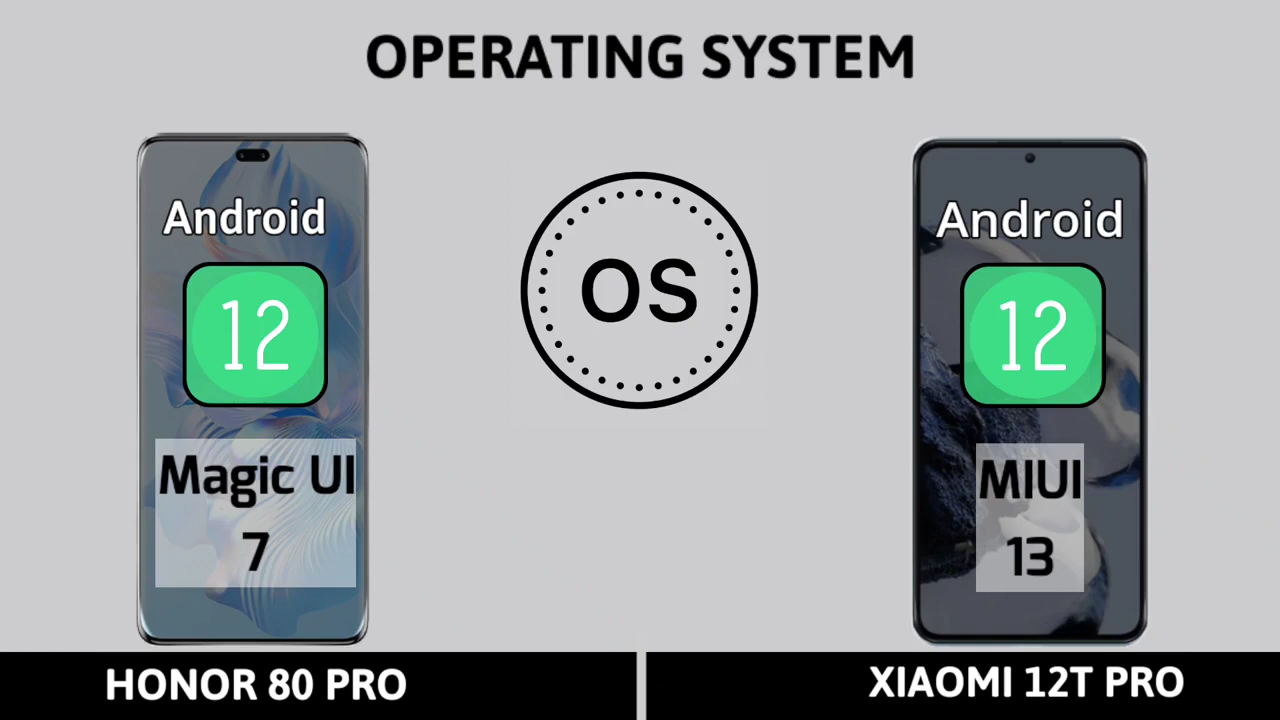 OPERATING SYSTEM
Android
12
Magic UI
7
OS
Android
12
MIUI
13
HONOR 80 PRO
XIAOMI 12T PRO